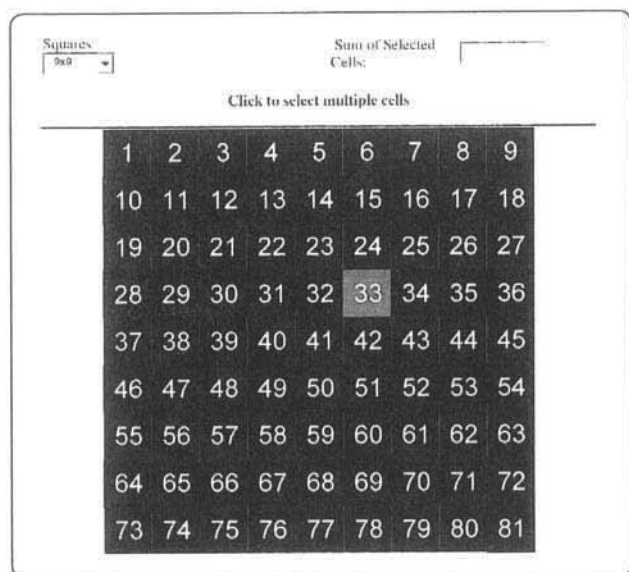 Squares
Sum of Selected
Cells:
9x9
Click to select multiple cells
1 2 3 4 5 6 7 8 9
10 11 12 13 14 15 16 17 18
19 20 21 22 23 24 25 26 27
28 29 30 31 32 33 34 35 36
37 38 39 40 41 42 43 44 45
46 47 48 49 50 51 52 53 54
55 56 57 58 59 60 61 62 63
64 65 66 67 68 69 70 71 72
73 74 75 76 77 78 79 80 81